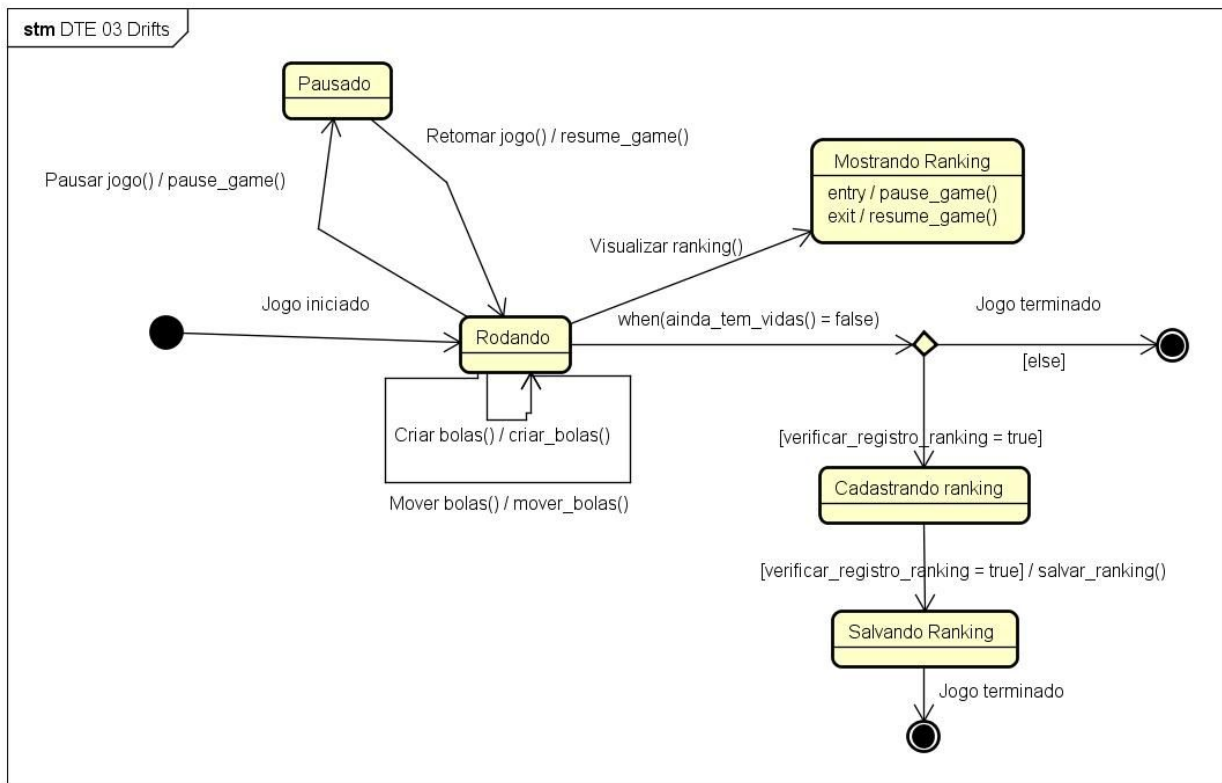 stm DTE 03 Drifts
Pausado
Retomar jogo() / resume_game()
Pausar jogo() / pause_game()
Mostrando Ranking
entry / pause_game()
exit / resume_game()
Visualizar ranking()
Jogo iniciado
Rodando
when(ainda_tem_vidas() = false)
Jogo terminado
[else]
Criar bolas() / criar_bolas()
Mover bolas() / mover_bolas()
[verificar_registro_ranking = true]
Cadastrando ranking
[verificar_registro_ranking = true] / salvar_ranking()
Salvando Ranking
Jogo terminado